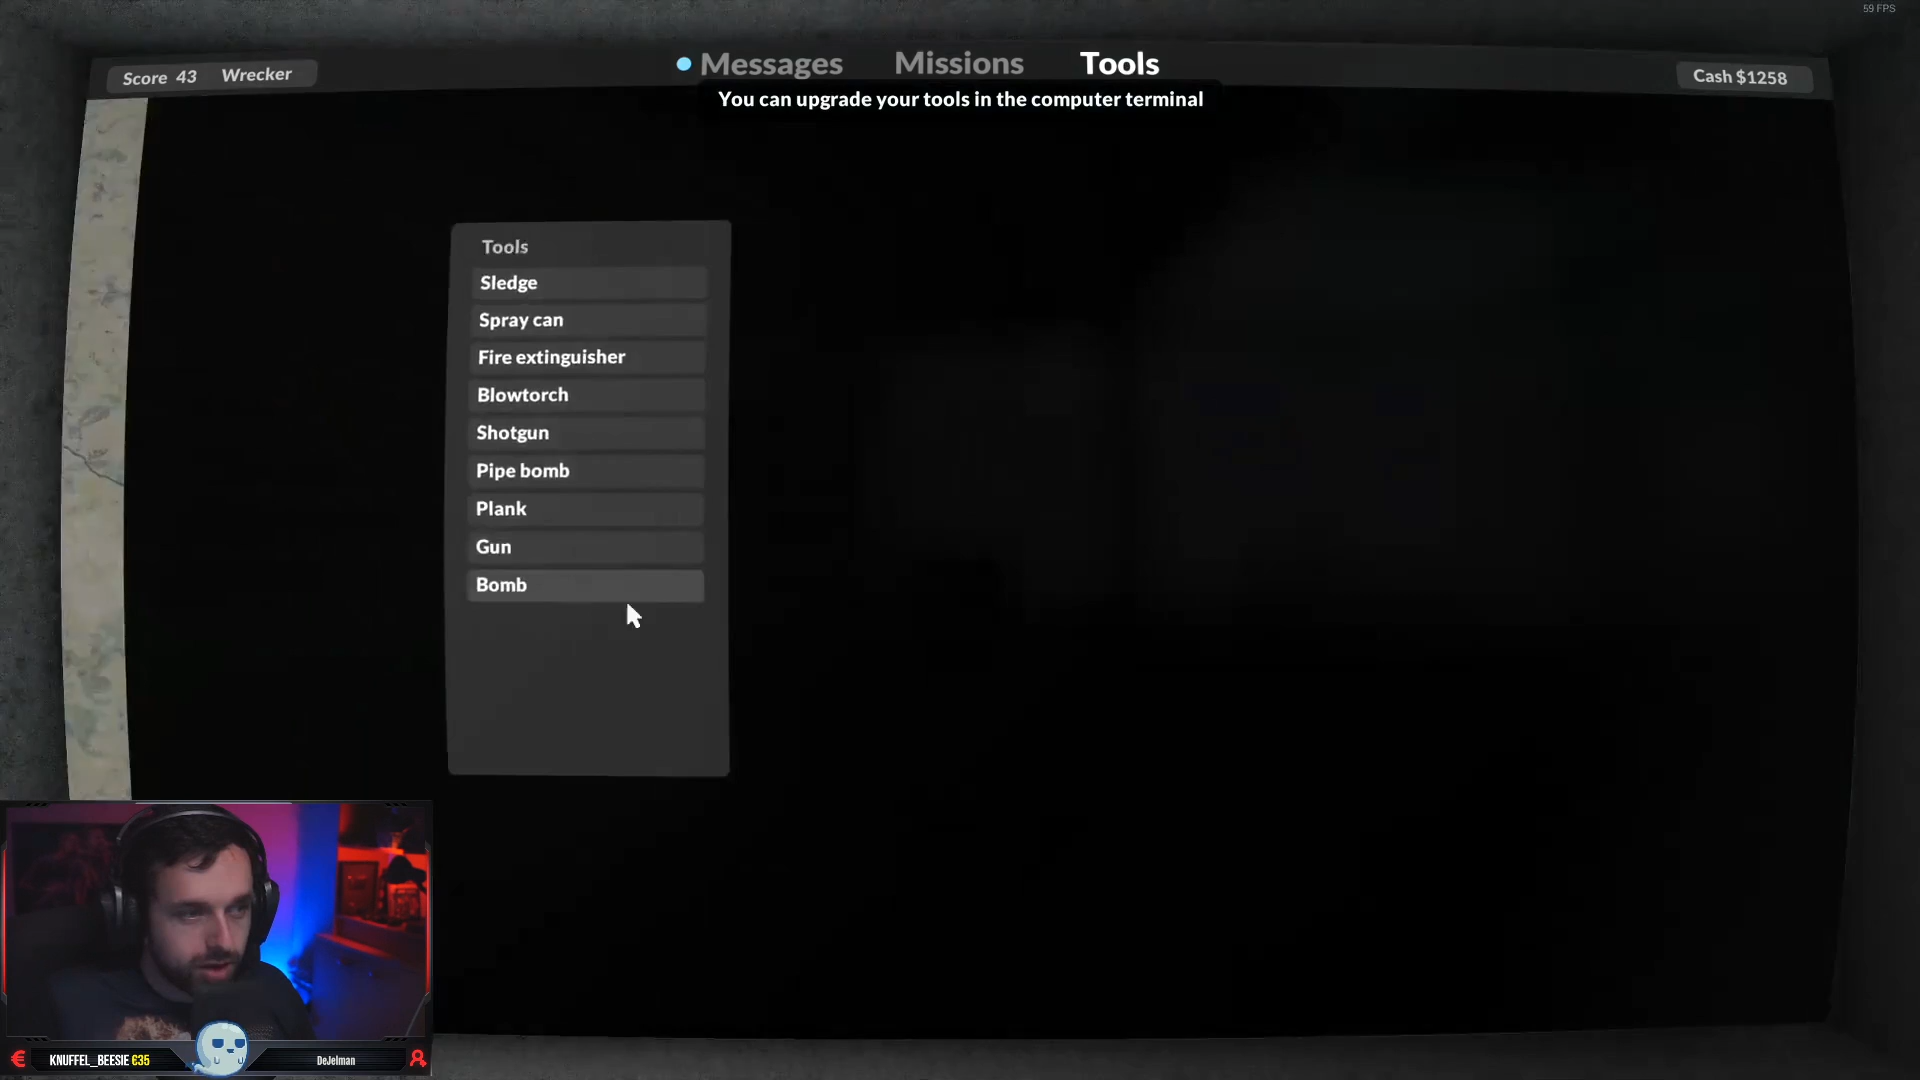 59 FPS
Score 43 Wrecker
Messages Missions Tools
Cash $1258
You can upgrade your tools in the computer terminal
Tools
Sledge
Spray can
Fire extinguisher
Blowtorch
Shotgun
Pipe bomb
Plank
Gun
Bomb
KNUFFEL_BEESIE €35
DeJelman